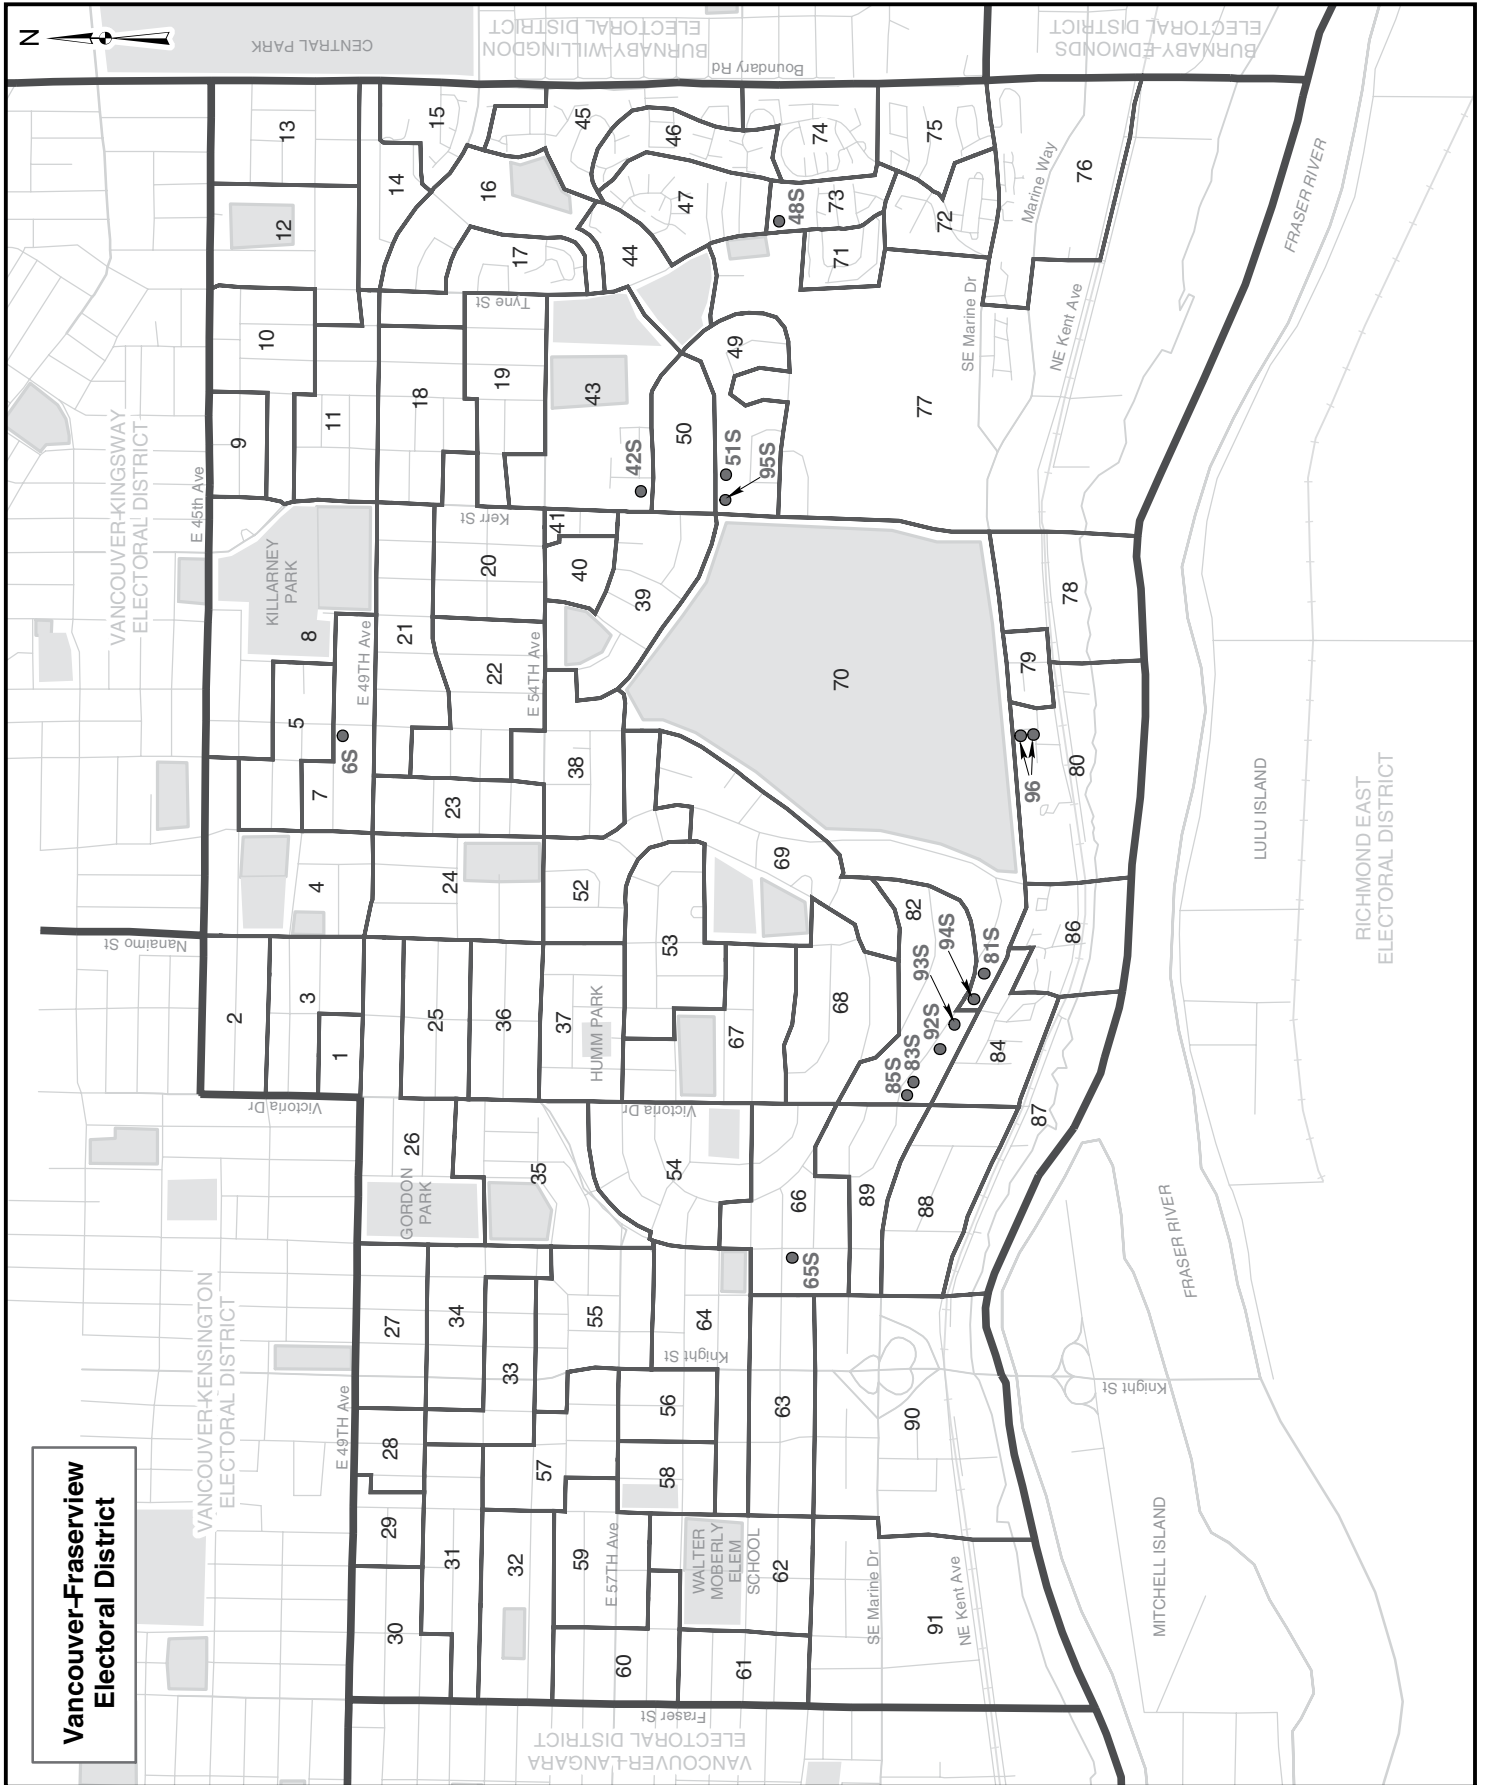 Vancouver-Fraserview
Electoral District
N
CENTRAL PARK
BURNABY-WILLINGDON
ELECTORAL DISTRICT
BURNABY-EDMONDS
ELECTORAL DISTRICT
Boundary Rd
VANCOUVER-KINGSWAY
ELECTORAL DISTRICT
VANCOUVER-KENSINGTON
ELECTORAL DISTRICT
VANCOUVER-LANGARA
ELECTORAL DISTRICT
RICHMOND EAST
ELECTORAL DISTRICT
LULU ISLAND
MITCHELL ISLAND
FRASER RIVER
FRASER RIVER
E 45th Ave
E 49TH Ave
E 49TH Ave
E 54TH Ave
E 57TH Ave
Nanaimo St
Victoria Dr
Victoria Dr
Knight St
Knight St
Fraser St
Kerr St
Tyne St
Marine Way
SE Marine Dr
NE Kent Ave
SE Marine Dr
NE Kent Ave
KILLARNEY
PARK
GORDON
PARK
HUMM PARK
WALTER
MOBERLY
ELEM
SCHOOL
1
2
3
4
5
6S
7
8
9
10
11
12
13
14
15
16
17
18
19
20
21
22
23
24
25
26
27
28
29
30
31
32
33
34
35
36
37
38
39
40
41
42S
43
44
45
46
47
48S
49
50
51S
52
53
54
55
56
57
58
59
60
61
62
63
64
65S
66
67
68
69
70
71
72
73
74
75
76
77
78
79
80
81S
82
83S
84
85S
86
87
88
89
90
91
92S
93S
94S
95S
96